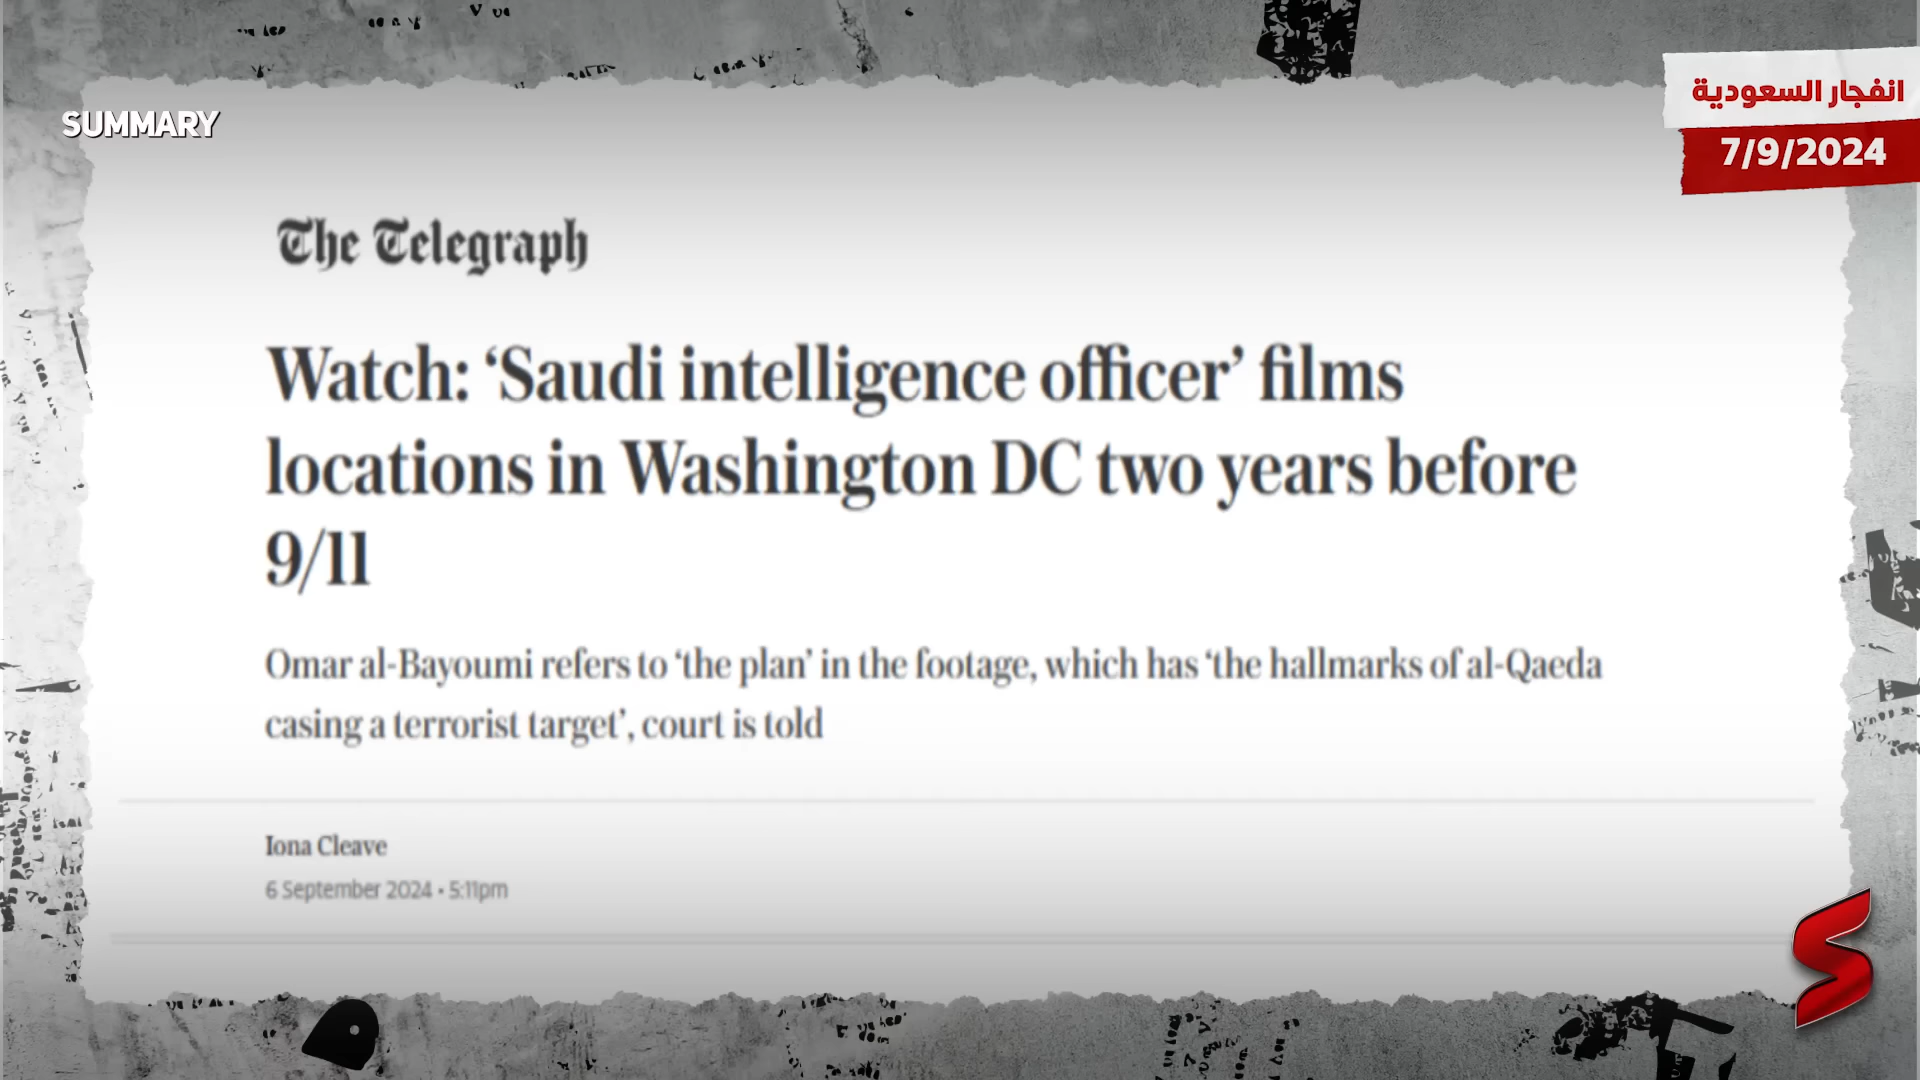 SUMMARY
انفجار السعودية
7/9/2024
The Telegraph
Watch: ‘Saudi intelligence officer’ films
locations in Washington DC two years before
9/11
Omar al-Bayoumi refers to ‘the plan’ in the footage, which has ‘the hallmarks of al-Qaeda
casing a terrorist target’, court is told
Iona Cleave
6 September 2024 • 5:11pm